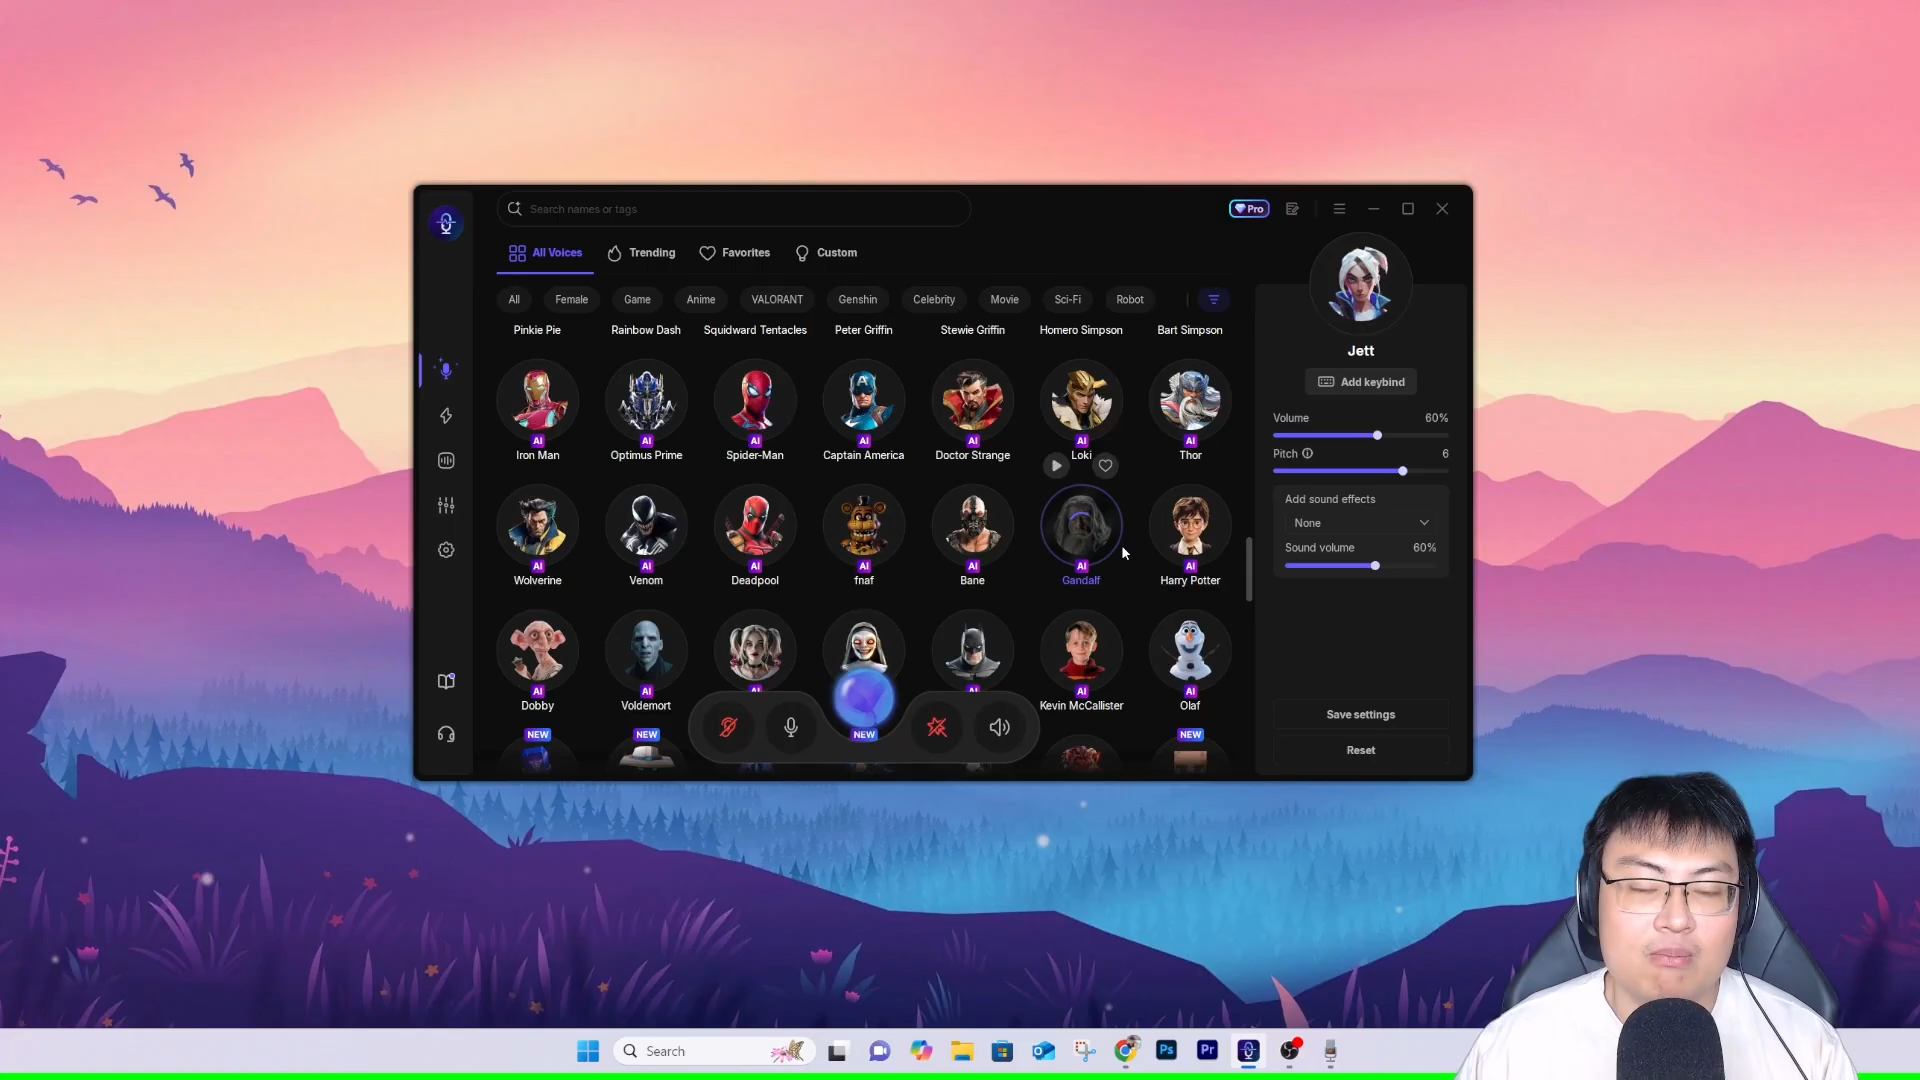 Search names or tags
Pro
All Voices
Trending
Favorites
Custom
All
Female
Game
Anime
VALORANT
Genshin
Celebrity
Movie
Sci-Fi
Robot
Pinkie Pie
Rainbow Dash
Squidward Tentacles
Peter Griffin
Stewie Griffin
Homero Simpson
Bart Simpson
AI
AI
AI
AI
AI
AI
AI
Iron Man
Optimus Prime
Spider-Man
Captain America
Doctor Strange
Loki
Thor
AI
AI
AI
AI
AI
AI
AI
Wolverine
Venom
Deadpool
fnaf
Bane
Gandalf
Harry Potter
AI
AI
AI
AI
AI
AI
Dobby
Voldemort
Kevin McCallister
Olaf
NEW
NEW
NEW
NEW
Jett
Add keybind
Volume
60%
Pitch
6
Add sound effects
None
Sound volume
60%
Save settings
Reset
Search
Ps
Pr